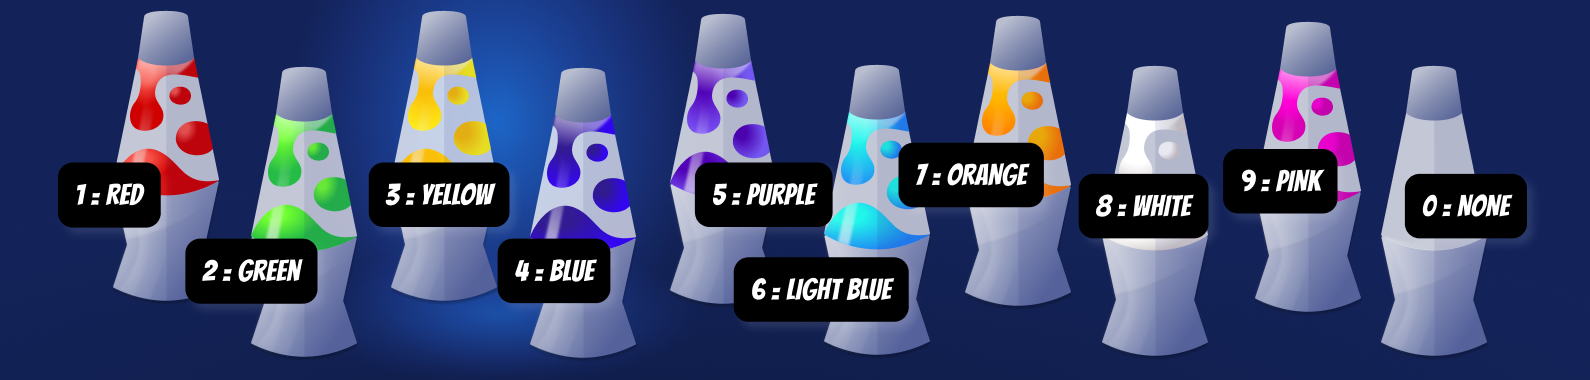 1 = RED
2 = GREEN
3 = YELLOW
4 = BLUE
5 = PURPLE
6 = LIGHT BLUE
7 = ORANGE
8 = WHITE
9 = PINK
0 = NONE